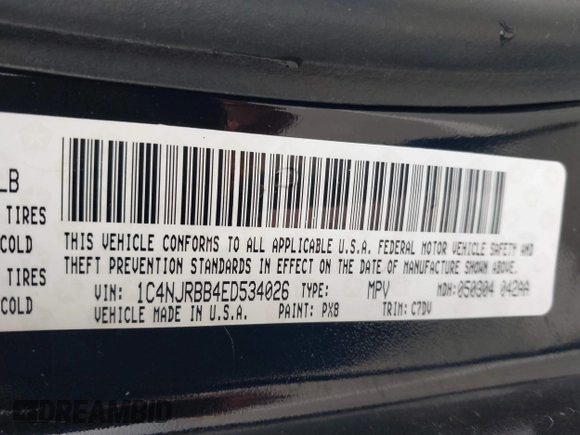 LB
TIRES
COLD
TIRES
COLD
THIS VEHICLE CONFORMS TO ALL APPLICABLE U.S.A. FEDERAL MOTOR VEHICLE SAFETY AND
THEFT PREVENTION STANDARDS IN EFFECT ON THE DATE OF MANUFACTURE SHOWN ABOVE.
VIN: 1C4NJRBB4ED534026 TYPE: MPV MDH:050304 042AA
VEHICLE MADE IN U.S.A. PAINT: PX8 TRIM: C7DV
DREAMBID